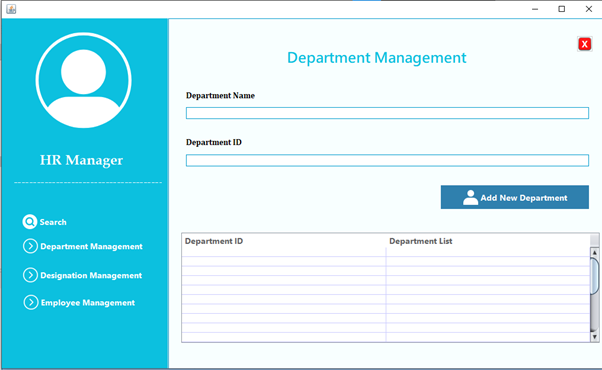 Department Management
X
Department Name
Department ID
HR Manager
Add New Department
Search
Department Management
Designation Management
Employee Management
Department ID Department List